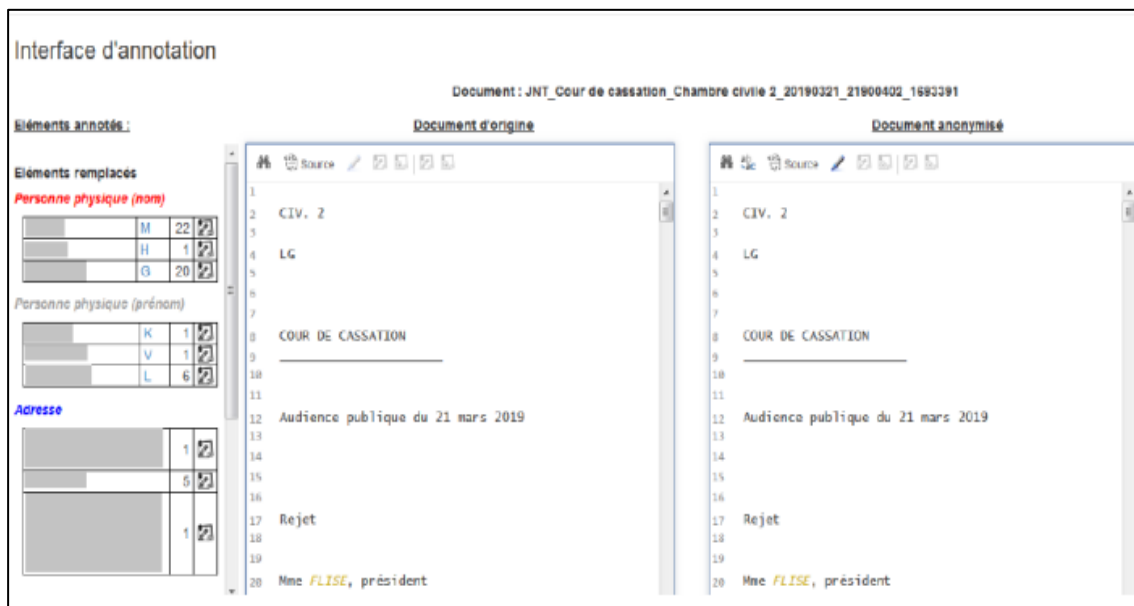 Interface d'annotation
Document : JNT_Cour de cassation_Chambre civile 2_20190321_21900402_1693391
Eléments annotés :
Document d'origine
Document anonymisé
Eléments remplacés
Personne physique (nom)
M 22
H 1
G 20
Personne physique (prénom)
K 1
V 1
L 6
Adresse
1
5
1
Source
1
2 CIV. 2
3
4 LG
5
6
7
8 COUR DE CASSATION
9
10
11
12 Audience publique du 21 mars 2019
13
14
15
16
17 Rejet
18
19
20 Mme FLISE, président
Source
1
2 CIV. 2
3
4 LG
5
6
7
8 COUR DE CASSATION
9
10
11
12 Audience publique du 21 mars 2019
13
14
15
16
17 Rejet
18
19
20 Mme FLISE, président